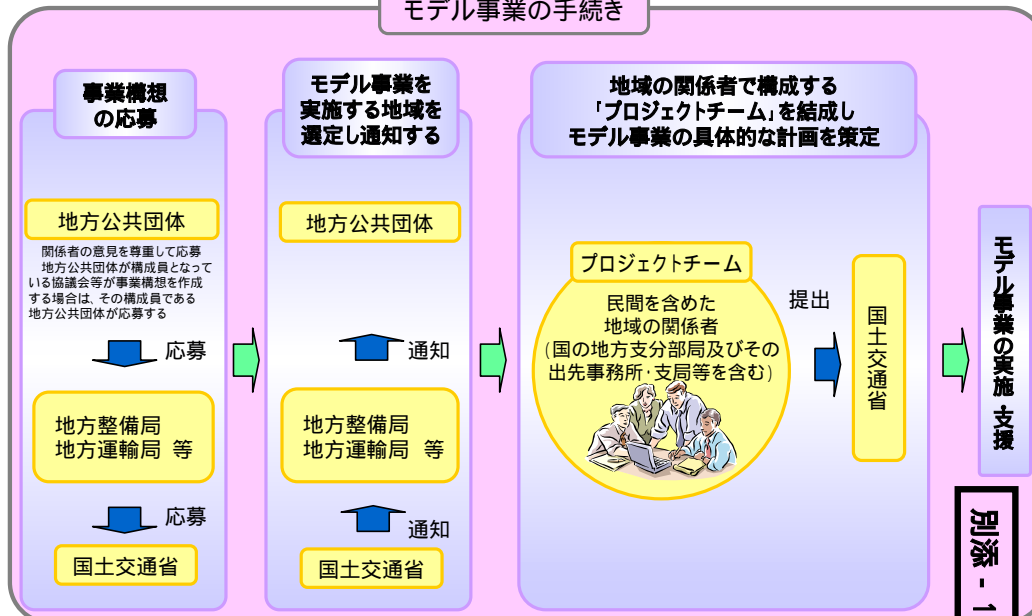 モデル事業の手続き
事業構想
の応募
地方公共団体
関係者の意見を尊重して応募
地方公共団体が構成員となって
いる協議会等が事業構想を作成
する場合は、その構成員である
地方公共団体が応募する
応募
地方整備局
地方運輸局 等
応募
国土交通省
モデル事業を
実施する地域を
選定し通知する
地方公共団体
通知
地方整備局
地方運輸局 等
通知
国土交通省
地域の関係者で構成する
「プロジェクトチーム」を結成し
モデル事業の具体的な計画を策定
プロジェクトチーム
民間を含めた
地域の関係者
(国の地方支分部局及びその
出先事務所・支局等を含む)
提出
国土交通省
モデル事業の実施・支援
別添-1